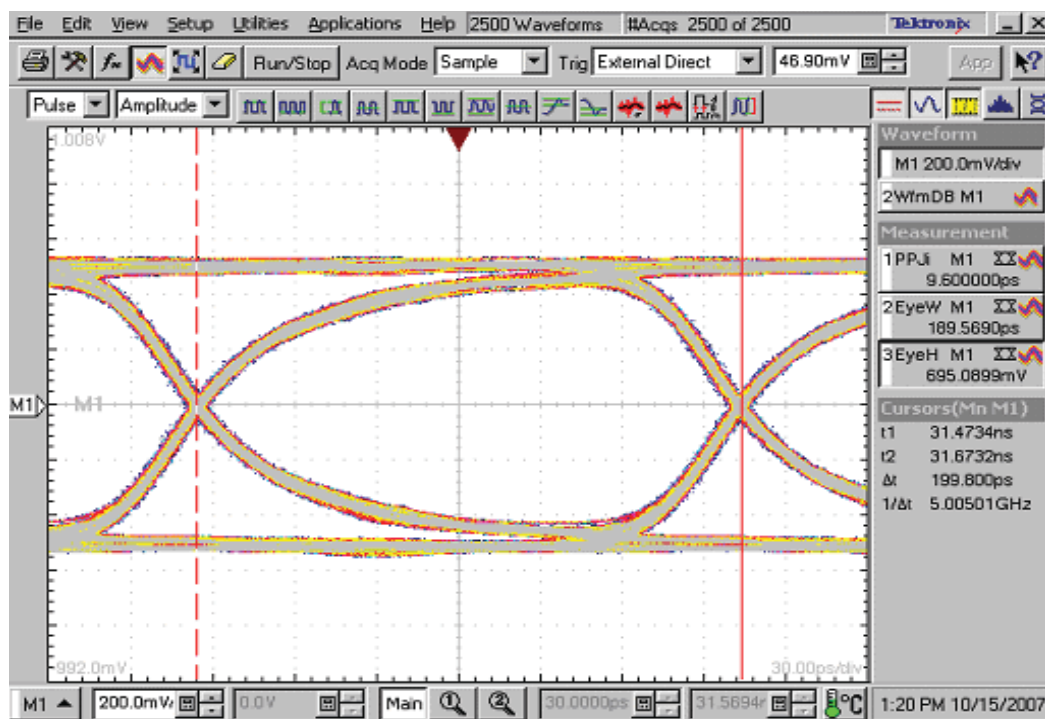 File Edit View Setup Utilities Applications Help 2500 Waveforms #Acqs 2500 of 2500 Tektronix
Run/Stop Acq Mode Sample Trig External Direct 46.90mV App
Pulse Amplitude
1.008V
Waveform
M1 200.0mV/div
2WfmDB M1
Measurement
1PPJi M1
9.600000ps
2EyeW M1
189.5690ps
3EyeH M1
695.0899mV
M1 M1
Cursors(Mn M1)
t1 31.4734ns
t2 31.6732ns
Δt 199.800ps
1/Δt 5.00501GHz
-992.0mV 30.00ps/div
M1 200.0mV 0.0V Main 1 2 30.0000ps 31.5694r °C 1:20 PM 10/15/2007